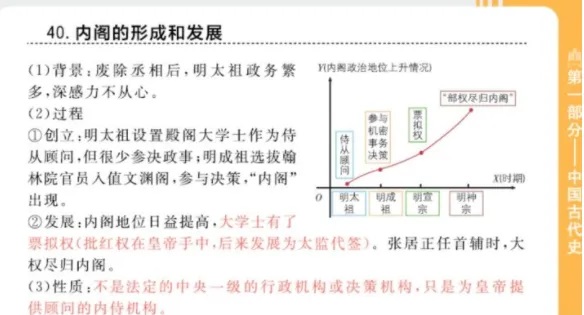 40. 内阁的形成和发展
(1)背景:废除丞相后,明太祖政务繁
多,深感力不从心。
(2)过程
①创立:明太祖设置殿阁大学士作为侍
从顾问,但很少参决政事;明成祖选拔翰
林院官员入值文渊阁,参与决策,“内阁”
出现。
Y(内阁政治地位上升情况)
“部权尽归内阁”
票拟权
参与机密事务决策
侍从顾问
X(时期)
O
明太祖
明成祖
明宣宗
明神宗
②发展:内阁地位日益提高,大学士有了
票拟权(批红权在皇帝手中,后来发展为太监代签)。张居正任首辅时,大
权尽归内阁。
(3)性质:不是法定的中央一级的行政机构或决策机构,只是为皇帝提
供顾问的内侍机构。
第一部分——中国古代史